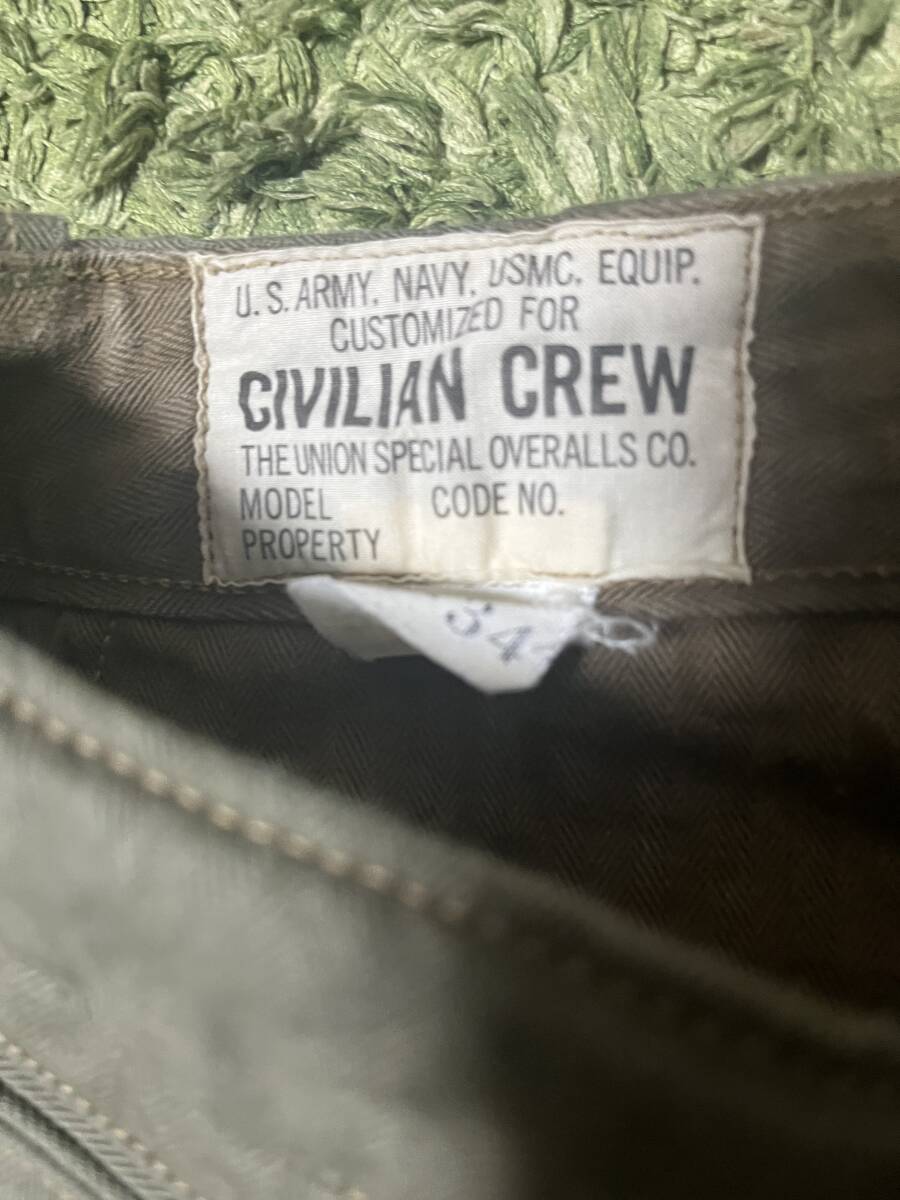 U.S. ARMY, NAVY, USMC, EQUIP.
CUSTOMIZED FOR
CIVILIAN CREW
THE UNION SPECIAL OVERALLS CO.
MODEL CODE NO.
PROPERTY
34